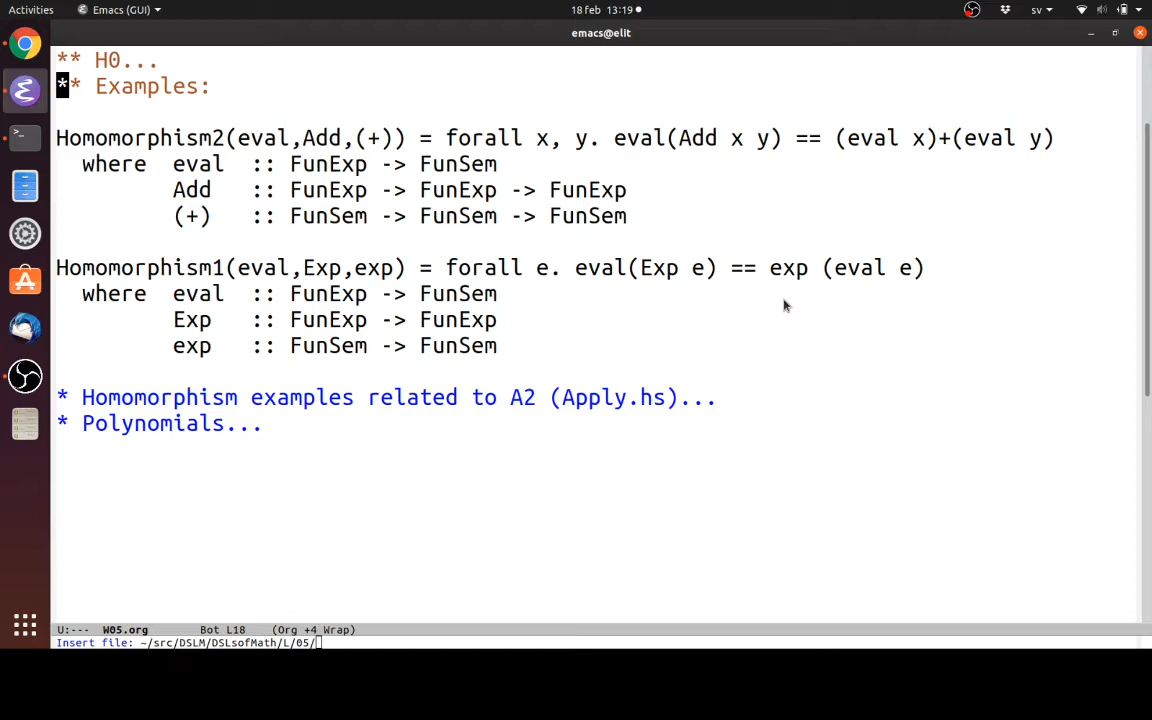 Activities Emacs (GUI) 18 feb 13:19 sv
emacs@elit
** H0...
** Examples:
Homomorphism2(eval,Add,(+)) = forall x, y. eval(Add x y) == (eval x)+(eval y)
where eval :: FunExp -> FunSem
Add :: FunExp -> FunExp -> FunExp
(+) :: FunSem -> FunSem -> FunSem
Homomorphism1(eval,Exp,exp) = forall e. eval(Exp e) == exp (eval e)
where eval :: FunExp -> FunSem
Exp :: FunExp -> FunExp
exp :: FunSem -> FunSem
* Homomorphism examples related to A2 (Apply.hs)...
* Polynomials...
U:--- W05.org Bot L18 (Org +4 Wrap)
Insert file: ~/src/DSLM/DSLsofMath/L/05/